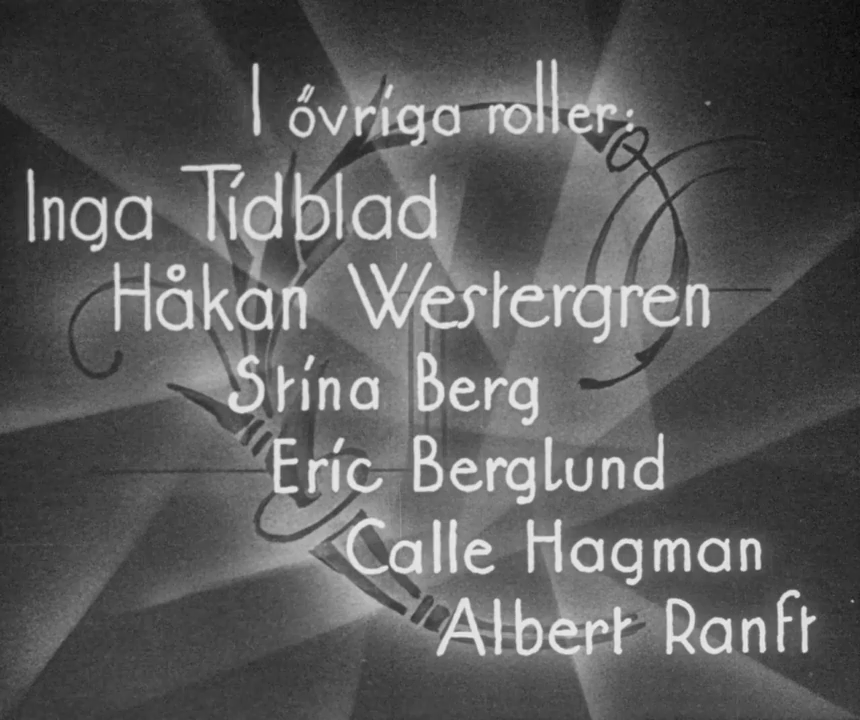 I övriga roller:
Inga Tidblad
Håkan Westergren
Stina Berg
Eric Berglund
Calle Hagman
Albert Ranft